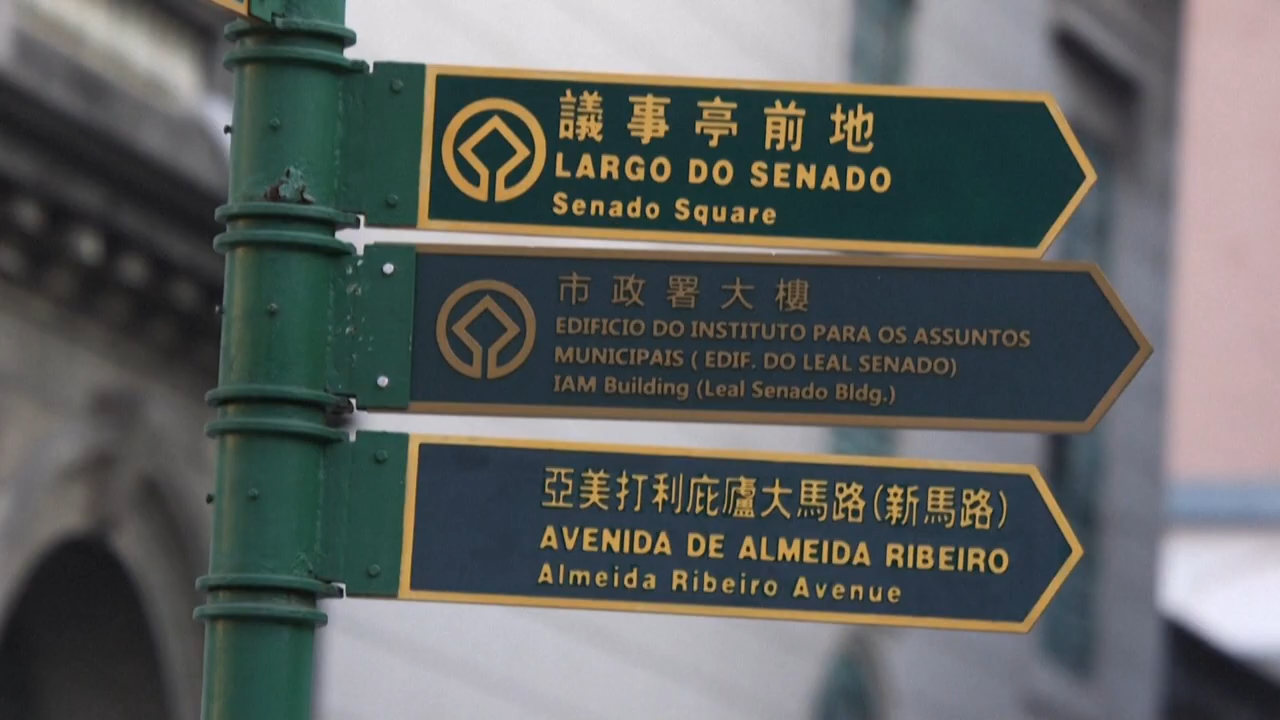 議事亭前地
LARGO DO SENADO
Senado Square
市政署大樓
EDIFICIO DO INSTITUTO PARA OS ASSUNTOS
MUNICIPAIS ( EDIF. DO LEAL SENADO)
IAM Building (Leal Senado Bldg.)
亞美打利庇盧大馬路(新馬路)
AVENIDA DE ALMEIDA RIBEIRO
Almeida Ribeiro Avenue